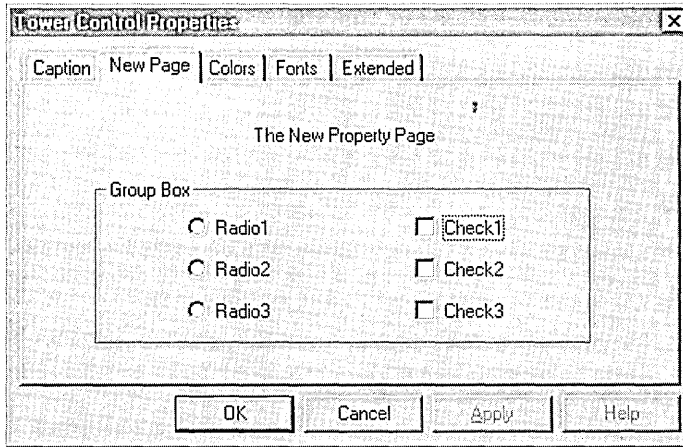 Tower Control Properties
Caption New Page Colors Fonts Extended
The New Property Page
Group Box
Radio1 Check1
Radio2 Check2
Radio3 Check3
OK Cancel Apply Help